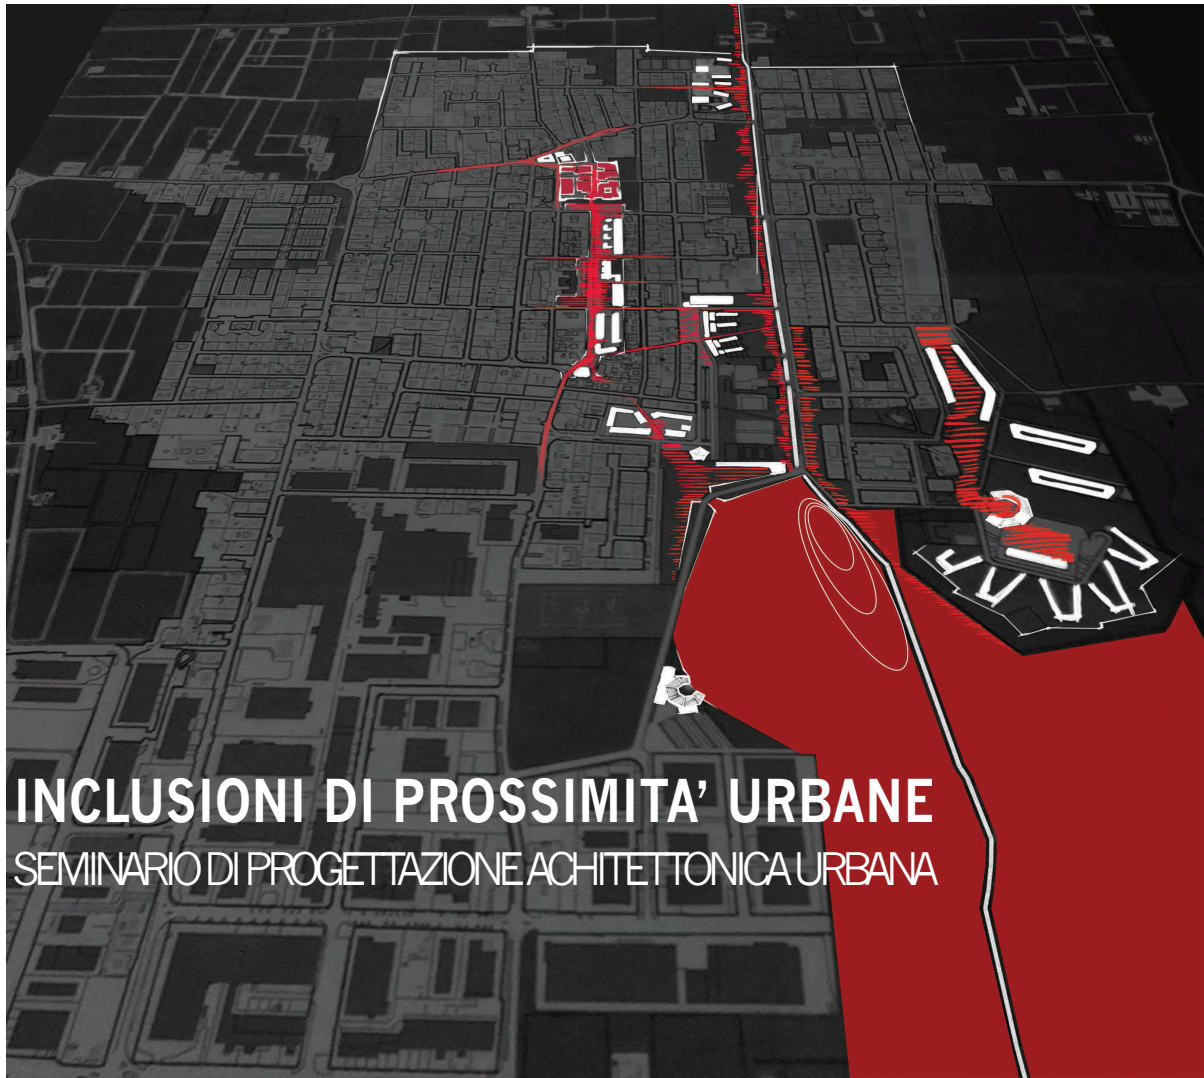 INCLUSIONI DI PROSSIMITA’ URBANE
SEMINARIO DI PROGETTAZIONE ACHITETTONICA URBANA